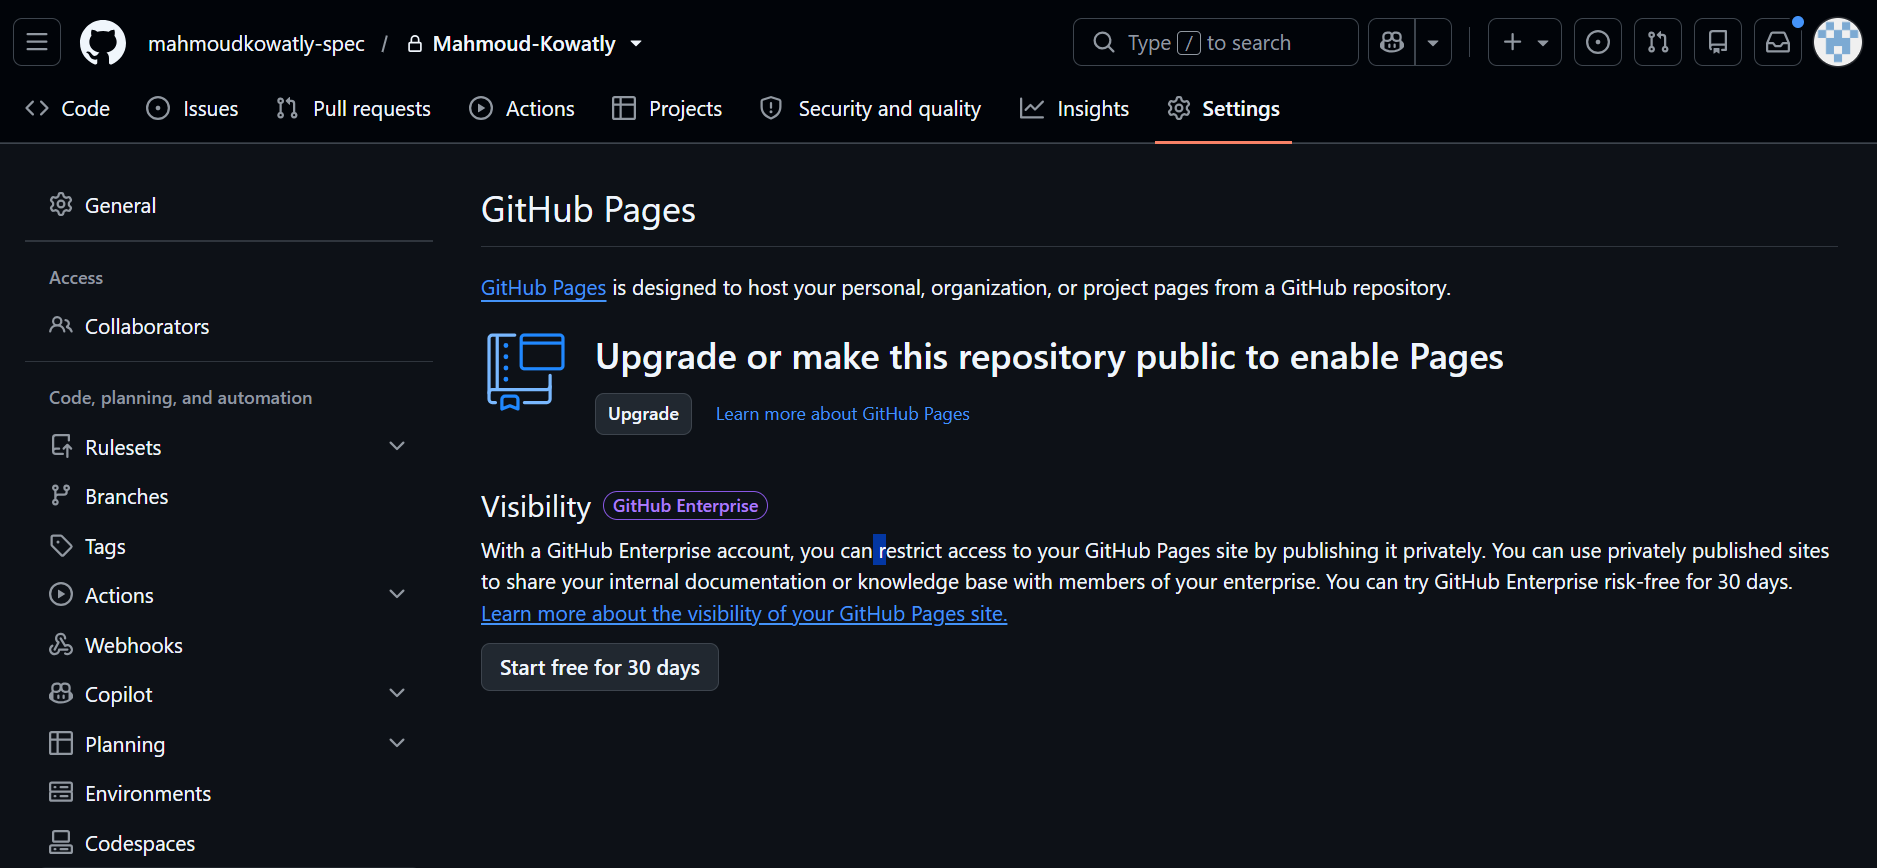 mahmoudkowatly-spec / Mahmoud-Kowatly
Type / to search
Code
Issues
Pull requests
Actions
Projects
Security and quality
Insights
Settings
General
Access
Collaborators
Code, planning, and automation
Rulesets
Branches
Tags
Actions
Webhooks
Copilot
Planning
Environments
Codespaces
GitHub Pages
GitHub Pages is designed to host your personal, organization, or project pages from a GitHub repository.
Upgrade or make this repository public to enable Pages
Upgrade
Learn more about GitHub Pages
Visibility
GitHub Enterprise
With a GitHub Enterprise account, you can restrict access to your GitHub Pages site by publishing it privately. You can use privately published sites
to share your internal documentation or knowledge base with members of your enterprise. You can try GitHub Enterprise risk-free for 30 days.
Learn more about the visibility of your GitHub Pages site.
Start free for 30 days